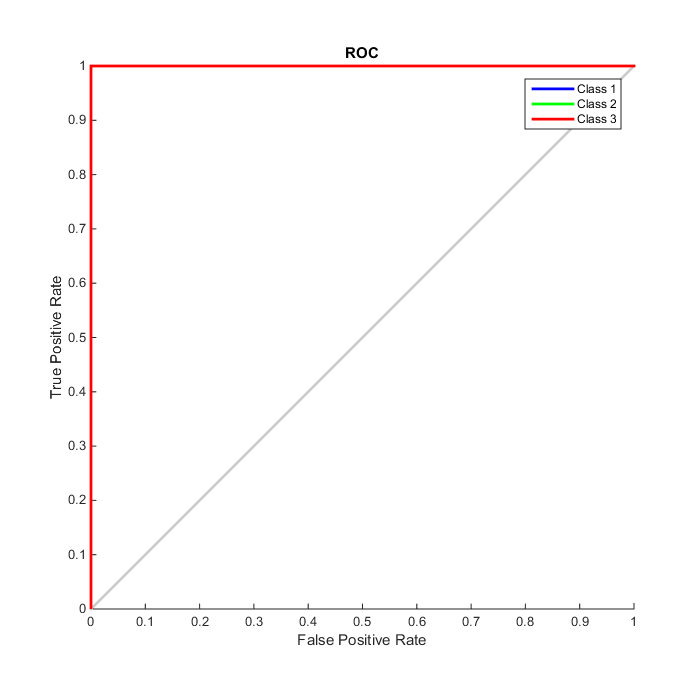 ROC
Class 1
Class 2
Class 3
True Positive Rate
1
0.9
0.8
0.7
0.6
0.5
0.4
0.3
0.2
0.1
0
0 0.1 0.2 0.3 0.4 0.5 0.6 0.7 0.8 0.9 1
False Positive Rate